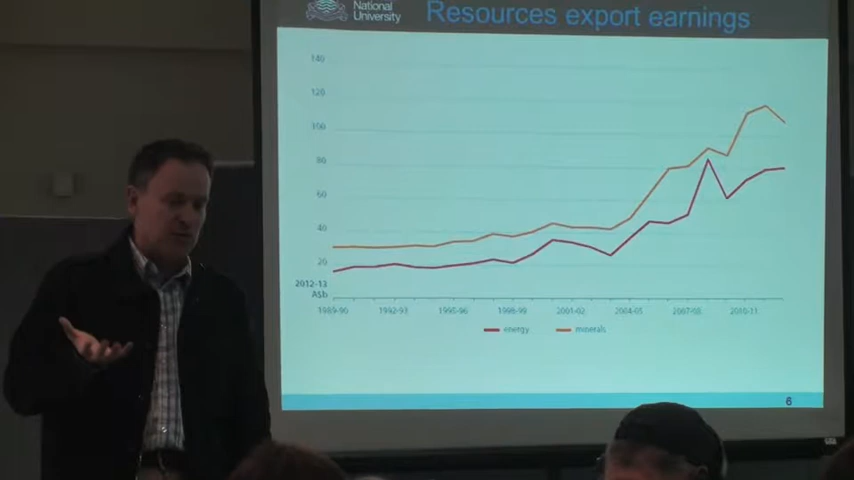 National
University
Resources export earnings
140
120
100
80
60
40
20
2012-13
A$b
1989-90 1992-93 1995-96 1998-99 2001-02 2004-05 2007-08 2010-11
energy minerals
6